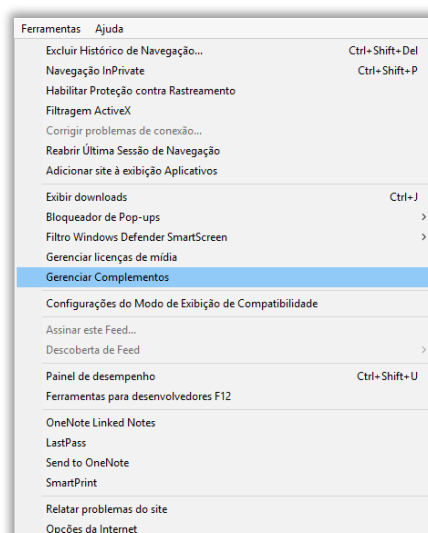 Ferramentas Ajuda
Excluir Histórico de Navegação... Ctrl+Shift+Del
Navegação InPrivate Ctrl+Shift+P
Habilitar Proteção contra Rastreamento
Filtragem ActiveX
Corrigir problemas de conexão...
Reabrir Última Sessão de Navegação
Adicionar site à exibição Aplicativos
Exibir downloads Ctrl+J
Bloqueador de Pop-ups
Filtro Windows Defender SmartScreen
Gerenciar licenças de mídia
Gerenciar Complementos
Configurações do Modo de Exibição de Compatibilidade
Assinar este Feed...
Descoberta de Feed
Painel de desempenho Ctrl+Shift+U
Ferramentas para desenvolvedores F12
OneNote Linked Notes
LastPass
Send to OneNote
SmartPrint
Relatar problemas do site
Opções da Internet